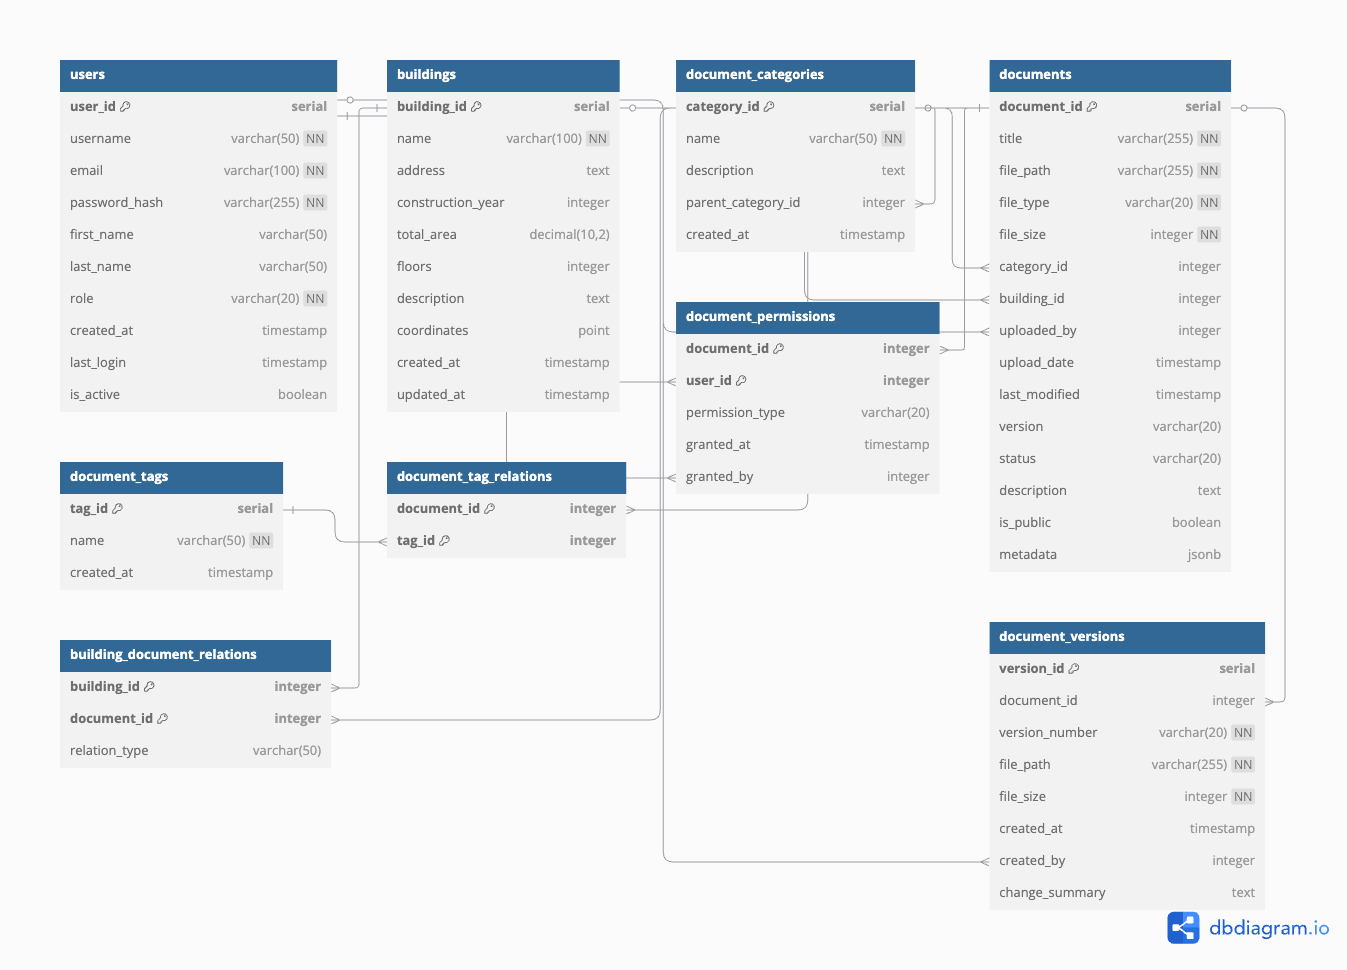 users
user_id serial
username varchar(50) NN
email varchar(100) NN
password_hash varchar(255) NN
first_name varchar(50)
last_name varchar(50)
role varchar(20) NN
created_at timestamp
last_login timestamp
is_active boolean
buildings
building_id serial
name varchar(100) NN
address text
construction_year integer
total_area decimal(10,2)
floors integer
description text
coordinates point
created_at timestamp
updated_at timestamp
document_categories
category_id serial
name varchar(50) NN
description text
parent_category_id integer
created_at timestamp
documents
document_id serial
title varchar(255) NN
file_path varchar(255) NN
file_type varchar(20) NN
file_size integer NN
category_id integer
building_id integer
uploaded_by integer
upload_date timestamp
last_modified timestamp
version varchar(20)
status varchar(20)
description text
is_public boolean
metadata jsonb
document_permissions
document_id integer
user_id integer
permission_type varchar(20)
granted_at timestamp
granted_by integer
document_tags
tag_id serial
name varchar(50) NN
created_at timestamp
document_tag_relations
document_id integer
tag_id integer
building_document_relations
building_id integer
document_id integer
relation_type varchar(50)
document_versions
version_id serial
document_id integer
version_number varchar(20) NN
file_path varchar(255) NN
file_size integer NN
created_at timestamp
created_by integer
change_summary text
dbdiagram.io